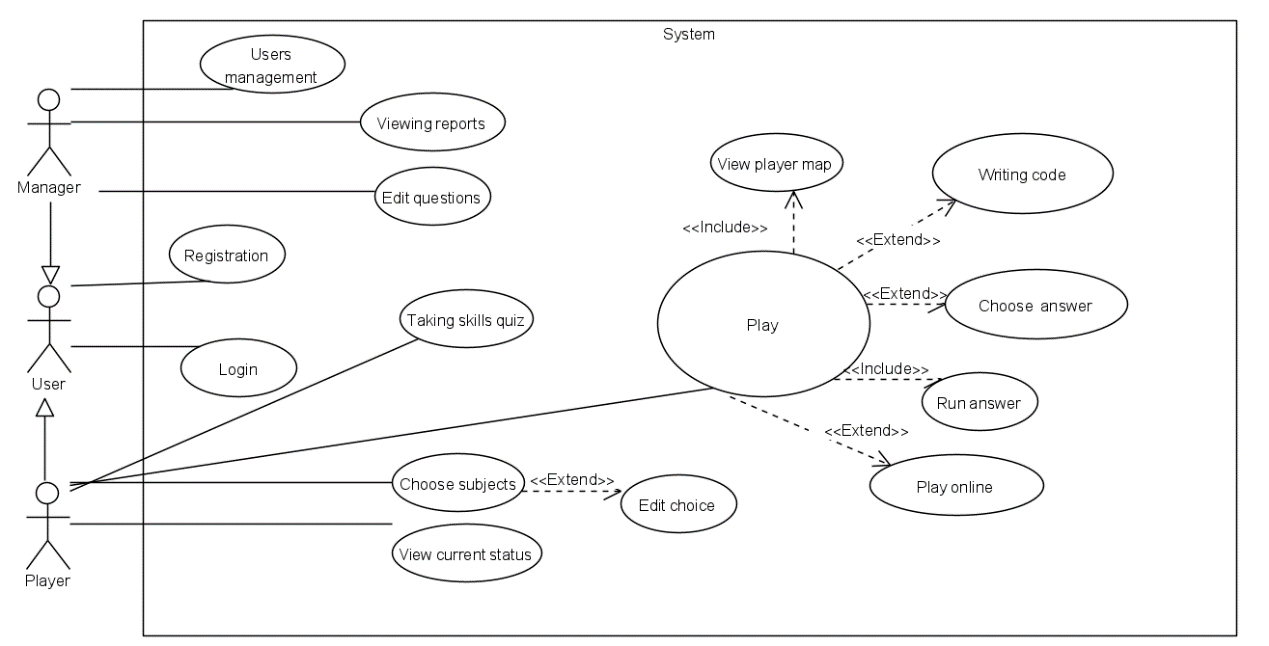 System
Users
management
Viewing reports
Manager
Edit questions
View player map
Writing code
<<Include>>
<<Extend>>
Registration
<<Extend>>
Choose answer
Taking skills quiz
Play
User
Login
<<Include>>
Run answer
<<Extend>>
Choose subjects
<<Extend>>
Edit choice
Play online
View current status
Player